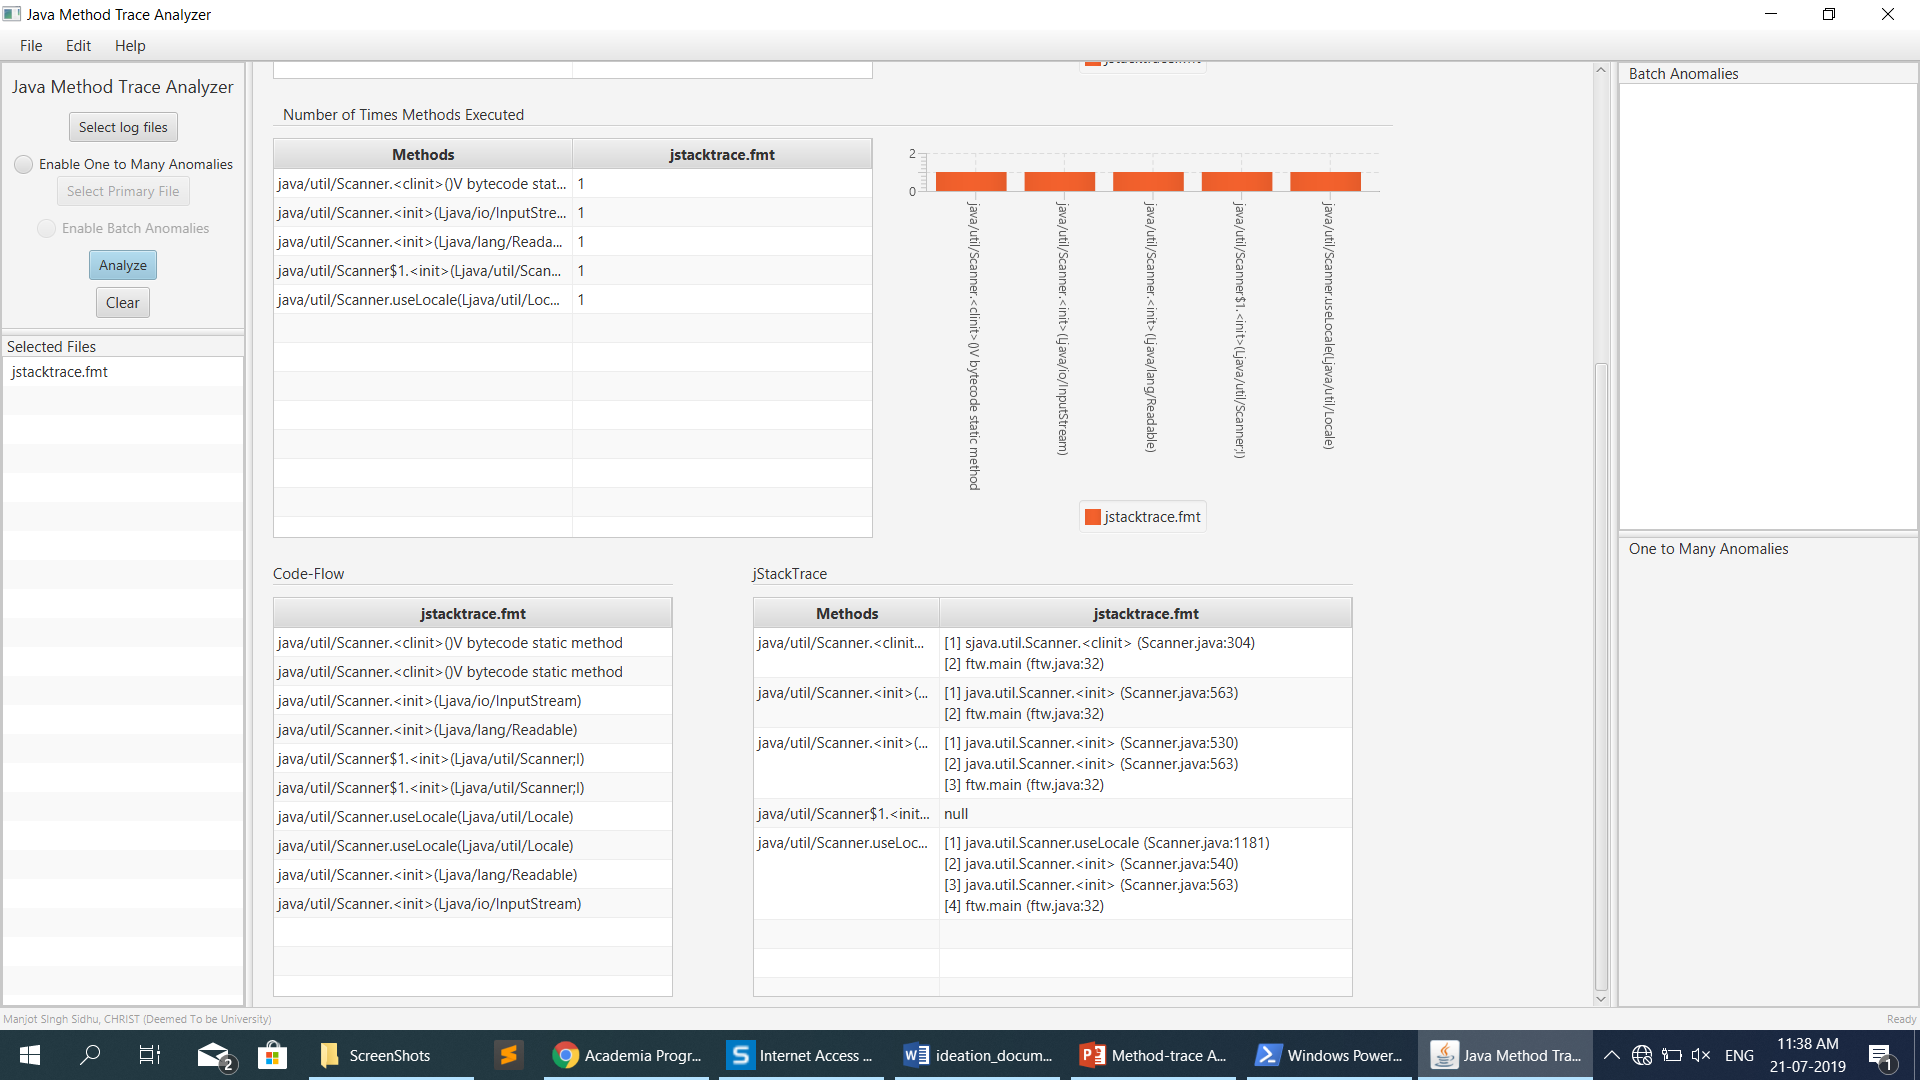 Java Method Trace Analyzer
File Edit Help
Java Method Trace Analyzer
Select log files
Enable One to Many Anomalies
Select Primary File
Enable Batch Anomalies
Analyze
Clear
Selected Files
jstacktrace.fmt
jstacktrace.fmt
Number of Times Methods Executed
Methods jstacktrace.fmt
java/util/Scanner.<clinit>()V bytecode stat... 1
java/util/Scanner.<init>(Ljava/io/InputStre... 1
java/util/Scanner.<init>(Ljava/lang/Reada... 1
java/util/Scanner$1.<init>(Ljava/util/Scan... 1
java/util/Scanner.useLocale(Ljava/util/Loc... 1
2
0
java/util/Scanner.<clinit>()V bytecode static method
java/util/Scanner.<init>(Ljava/io/InputStream)
java/util/Scanner.<init>(Ljava/lang/Readable)
java/util/Scanner$1.<init>(Ljava/util/Scanner;I)
java/util/Scanner.useLocale(Ljava/util/Locale)
jstacktrace.fmt
Code-Flow
jstacktrace.fmt
java/util/Scanner.<clinit>()V bytecode static method
java/util/Scanner.<clinit>()V bytecode static method
java/util/Scanner.<init>(Ljava/io/InputStream)
java/util/Scanner.<init>(Ljava/lang/Readable)
java/util/Scanner$1.<init>(Ljava/util/Scanner;I)
java/util/Scanner$1.<init>(Ljava/util/Scanner;I)
java/util/Scanner.useLocale(Ljava/util/Locale)
java/util/Scanner.useLocale(Ljava/util/Locale)
java/util/Scanner.<init>(Ljava/lang/Readable)
java/util/Scanner.<init>(Ljava/io/InputStream)
jStackTrace
Methods jstacktrace.fmt
java/util/Scanner.<clinit... [1] sjava.util.Scanner.<clinit> (Scanner.java:304)
[2] ftw.main (ftw.java:32)
java/util/Scanner.<init>(... [1] java.util.Scanner.<init> (Scanner.java:563)
[2] ftw.main (ftw.java:32)
java/util/Scanner.<init>(... [1] java.util.Scanner.<init> (Scanner.java:530)
[2] java.util.Scanner.<init> (Scanner.java:563)
[3] ftw.main (ftw.java:32)
java/util/Scanner$1.<init... null
java/util/Scanner.useLoc... [1] java.util.Scanner.useLocale (Scanner.java:1181)
[2] java.util.Scanner.<init> (Scanner.java:540)
[3] java.util.Scanner.<init> (Scanner.java:563)
[4] ftw.main (ftw.java:32)
Batch Anomalies
One to Many Anomalies
Manjot SIngh Sidhu, CHRIST (Deemed To be University) Ready
2 ScreenShots Academia Progr... Internet Access ... ideation_docum... Method-trace A... Windows Power... Java Method Tra... ENG 11:38 AM
21-07-2019 1